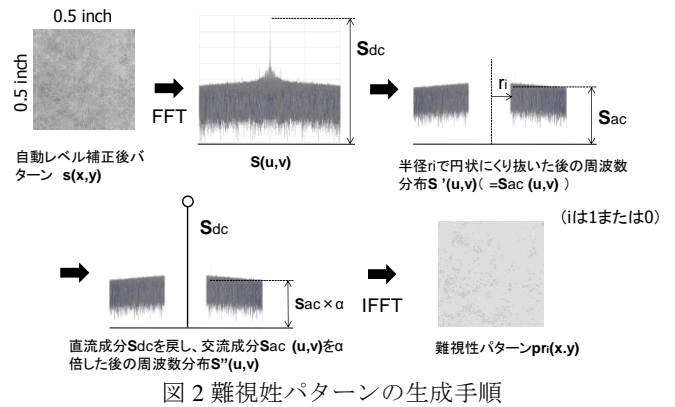 0.5 inch
0.5 inch
FFT
Sdc
ri
Sac
自動レベル補正後パ
ターン s(x,y)
S(u,v)
半径riで円状にくり抜いた後の周波数
分布S '(u,v)( =Sac (u,v) )
(iは1または0)
Sdc
Sac×α
IFFT
直流成分Sdcを戻し、交流成分Sac (u,v)をα
倍した後の周波数分布S''(u,v)
難視性パターンpri(x.y)
図 2 難視姓パターンの生成手順